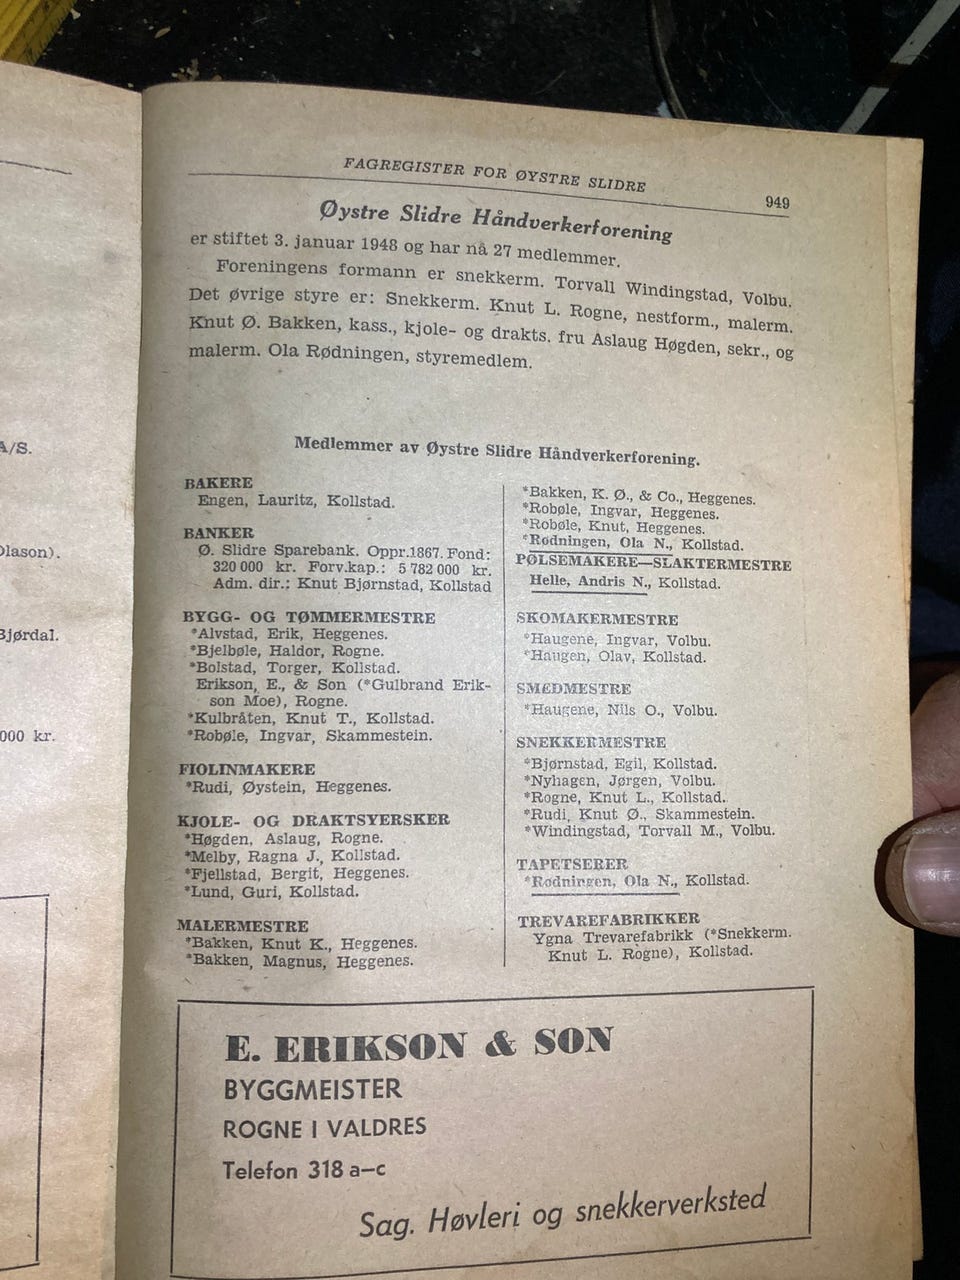 A/S.
Olason).
Bjørdal.
000 kr.
FAGREGISTER FOR ØYSTRE SLIDRE
949
Øystre Slidre Håndverkerforening
er stiftet 3. januar 1948 og har nå 27 medlemmer.
Foreningens formann er snekkerm. Torvall Windingstad, Volbu.
Det øvrige styre er: Snekkerm. Knut L. Rogne, nestform., malerm.
Knut Ø. Bakken, kass., kjole- og drakts. fru Aslaug Høgden, sekr., og
malerm. Ola Rødningen, styremedlem.
Medlemmer av Øystre Slidre Håndverkerforening.
BAKERE
Engen, Lauritz, Kollstad.
BANKER
Ø. Slidre Sparebank. Oppr.1867. Fond:
320 000 kr. Forv.kap.: 5 782 000 kr.
Adm. dir.: Knut Bjørnstad, Kollstad
BYGG- OG TØMMERMESTRE
*Alvstad, Erik, Heggenes.
*Bjelbøle, Haldor, Rogne.
*Bolstad, Torger, Kollstad.
Erikson, E., & Son (*Gulbrand Erik-
son Moe), Rogne.
*Kulbråten, Knut T., Kollstad.
*Robøle, Ingvar, Skammestein.
FIOLINMAKERE
*Rudi, Øystein, Heggenes.
KJOLE- OG DRAKTSYERSKER
*Høgden, Aslaug, Rogne.
*Melby, Ragna J., Kollstad.
*Fjellstad, Bergit, Heggenes.
*Lund, Guri, Kollstad.
MALERMESTRE
*Bakken, Knut K., Heggenes.
*Bakken, Magnus, Heggenes.
*Bakken, K. Ø., & Co., Heggenes.
*Robøle, Ingvar, Heggenes.
*Robøle, Knut, Heggenes.
*Rødningen, Ola N., Kollstad.
PØLSEMAKERE—SLAKTERMESTRE
Helle, Andris N., Kollstad.
SKOMAKERMESTRE
*Haugene, Ingvar, Volbu.
*Haugen, Olav, Kollstad.
SMEDMESTRE
*Haugene, Nils O., Volbu.
SNEKKERMESTRE
*Bjørnstad, Egil, Kollstad.
*Nyhagen, Jørgen, Volbu.
*Rogne, Knut L., Kollstad.
*Rudi, Knut Ø., Skammestein.
*Windingstad, Torvall M., Volbu.
TAPETSERER
*Rødningen, Ola N., Kollstad.
TREVAREFABRIKKER
Ygna Trevarefabrikk (*Snekkerm.
Knut L. Rogne), Kollstad.
E. ERIKSON & SON
BYGGMEISTER
ROGNE I VALDRES
Telefon 318 a–c
Sag. Høvleri og snekkerverksted